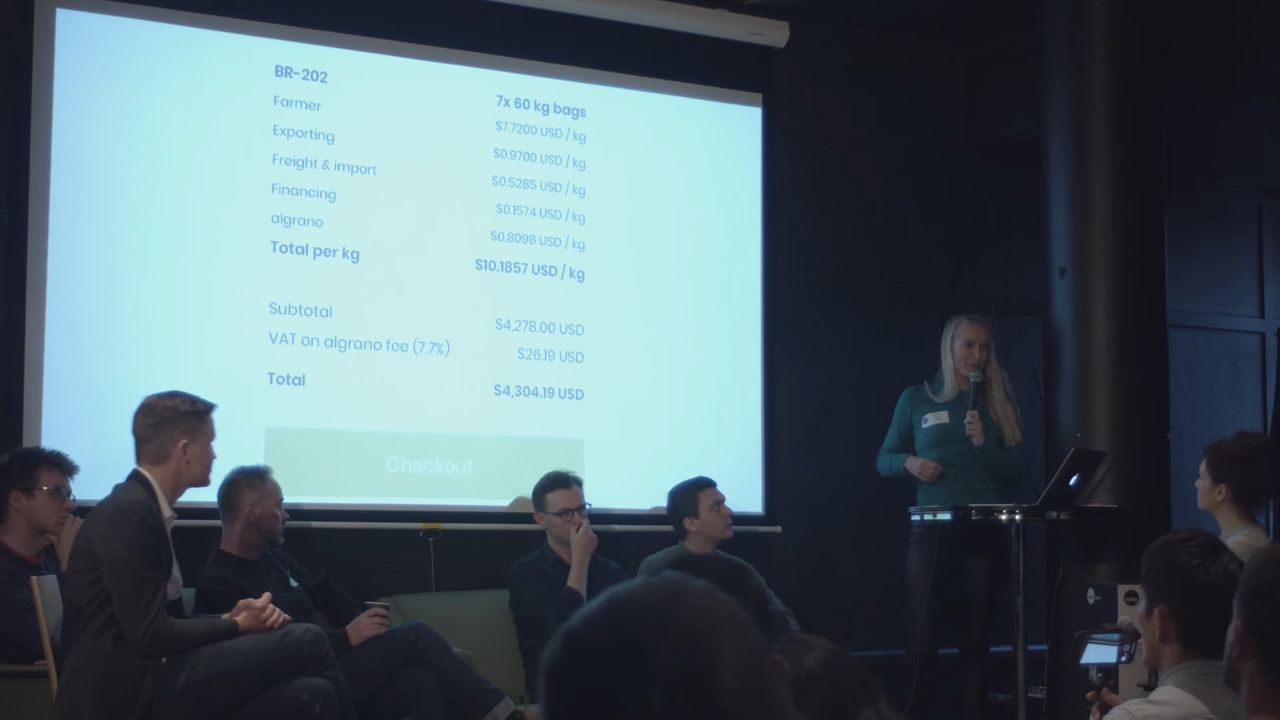 BR-202 7x 60 kg bags
Farmer $7.7200 USD / kg
Exporting $0.9700 USD / kg
Freight & import $0.5285 USD / kg
Financing $0.1574 USD / kg
algrano $0.8098 USD / kg
Total per kg $10.1857 USD / kg
Subtotal $4,278.00 USD
VAT on algrano fee (7.7%) $26.19 USD
Total $4,304.19 USD
Checkout